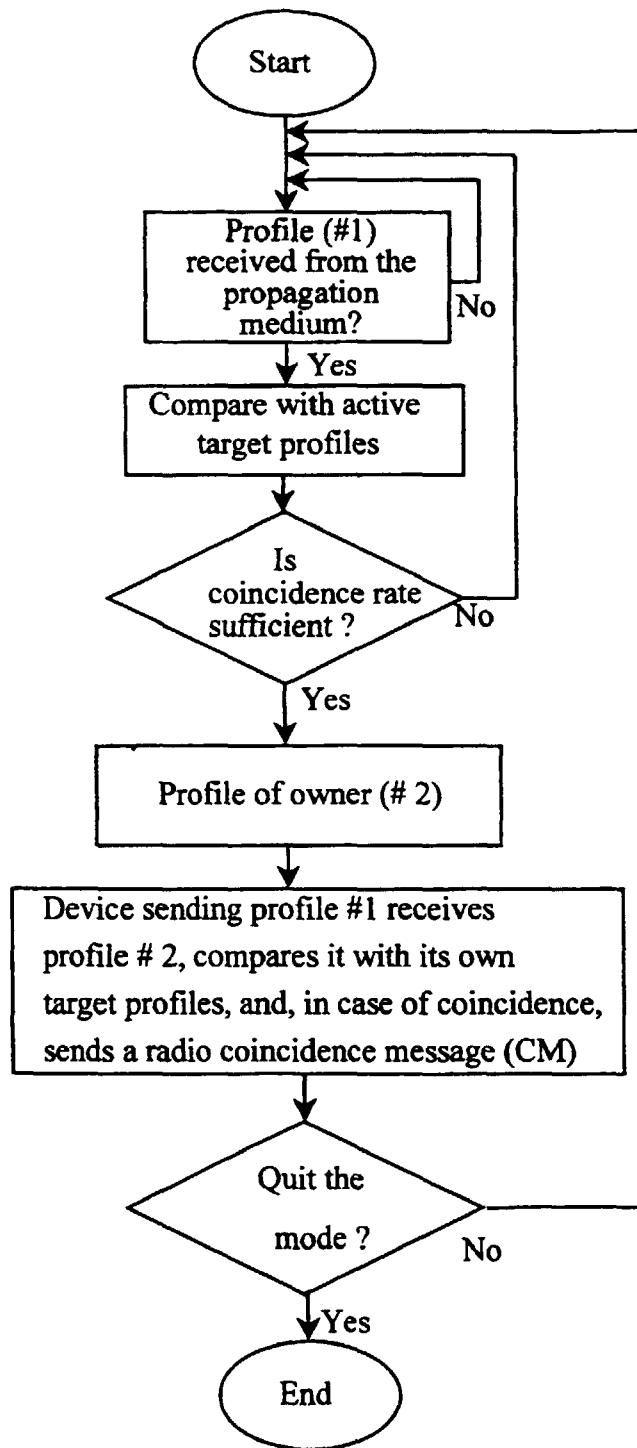 Start
Profile (#1)
received from the
propagation
medium?
No
Yes
Compare with active
target profiles
Is
coincidence rate
sufficient ?
No
Yes
Profile of owner (# 2)
Device sending profile #1 receives
profile # 2, compares it with its own
target profiles, and, in case of coincidence,
sends a radio coincidence message (CM)
Quit the
mode ?
No
Yes
End